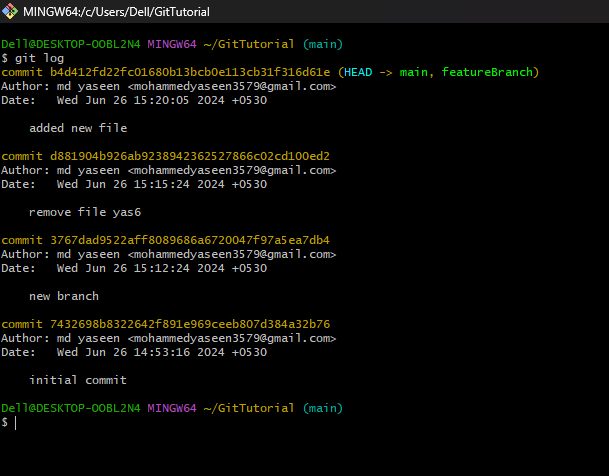 MINGW64:/c/Users/Dell/GitTutorial
Dell@DESKTOP-OOBL2N4 MINGW64 ~/GitTutorial (main)
$ git log
commit b4d412fd22fc01680b13bcb0e113cb31f316d61e (HEAD -> main, featureBranch)
Author: md yaseen <mohammedyaseen3579@gmail.com>
Date:   Wed Jun 26 15:20:05 2024 +0530
    added new file
commit d881904b926ab9238942362527866c02cd100ed2
Author: md yaseen <mohammedyaseen3579@gmail.com>
Date:   Wed Jun 26 15:15:24 2024 +0530
    remove file yas6
commit 3767dad9522aff8089686a6720047f97a5ea7db4
Author: md yaseen <mohammedyaseen3579@gmail.com>
Date:   Wed Jun 26 15:12:24 2024 +0530
    new branch
commit 7432698b8322642f891e969ceeb807d384a32b76
Author: md yaseen <mohammedyaseen3579@gmail.com>
Date:   Wed Jun 26 14:53:16 2024 +0530
    initial commit
Dell@DESKTOP-OOBL2N4 MINGW64 ~/GitTutorial (main)
$